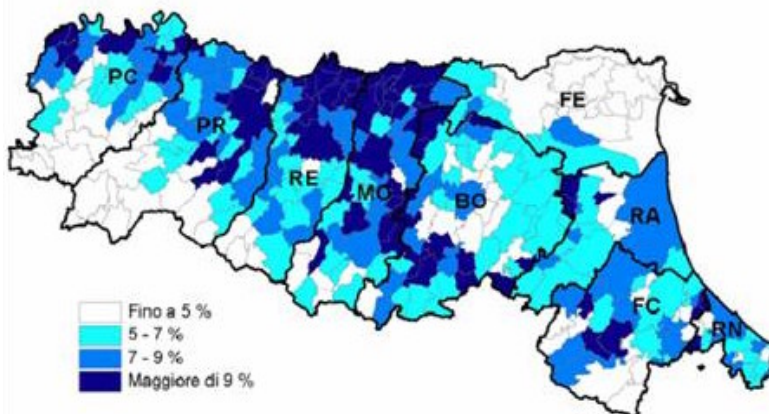 PC
FE
PR
RE
MO
BO
RA
FC
RN
Fino a 5 %
5 - 7 %
7 - 9 %
Maggiore di 9 %